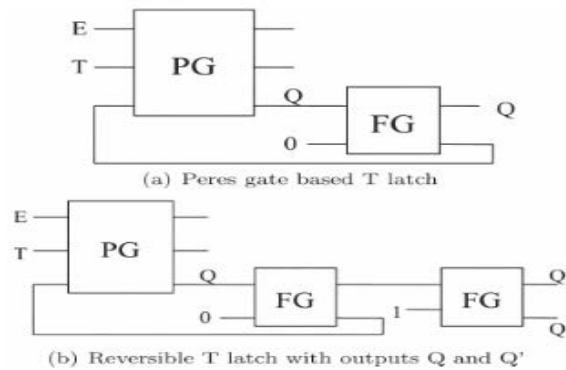 E
T
PG
Q
Q
FG
0
(a) Peres gate based T latch
E
T
PG
Q
Q
FG
FG
0
1
Q'
(b) Reversible T latch with outputs Q and Q'